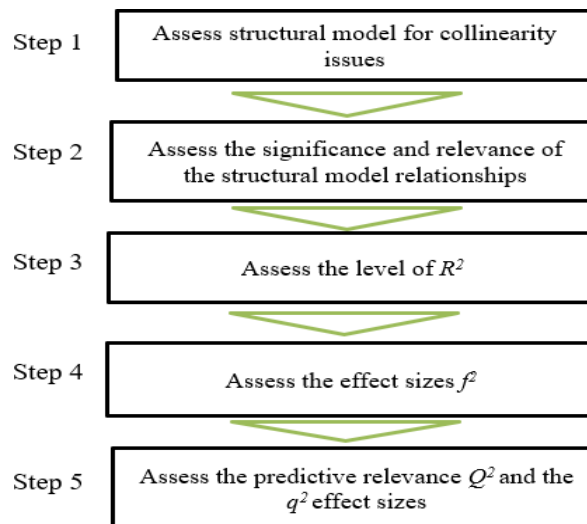 Step 1
Assess structural model for collinearity
issues
Step 2
Assess the significance and relevance of
the structural model relationships
Step 3
Assess the level of R²
Step 4
Assess the effect sizes f²
Step 5
Assess the predictive relevance Q² and the
q² effect sizes